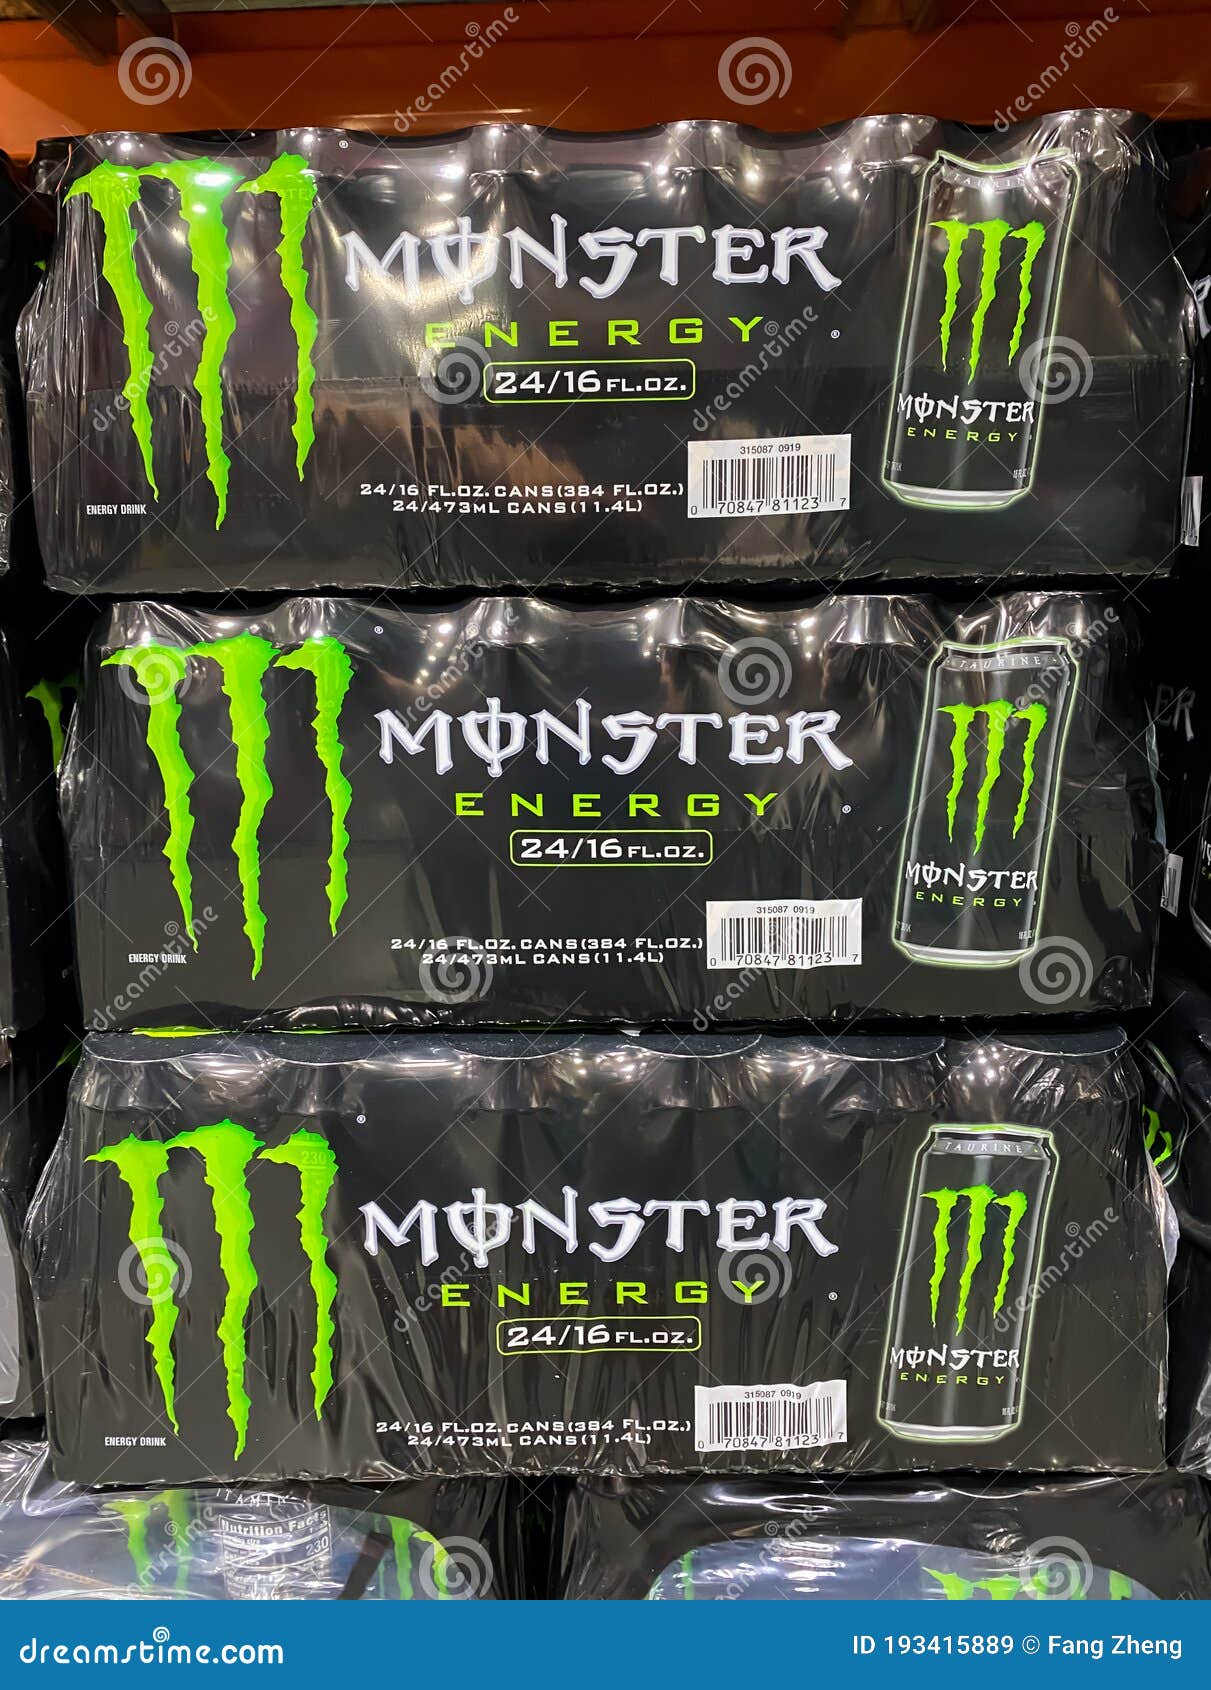 MONSTER
ENERGY
24/16 FL.OZ.
315087 0919
0 70847 81123 7
24/16 FL.OZ. CANS (384 FL.OZ.)
24/473ML CANS (11.4L)
ENERGY DRINK
TAURINE
MONSTER
ENERGY
MONSTER
ENERGY
24/16 FL.OZ.
315087 0919
0 70847 81123 7
24/16 FL.OZ. CANS (384 FL.OZ.)
24/473ML CANS (11.4L)
ENERGY DRINK
TAURINE
MONSTER
ENERGY
230
MONSTER
ENERGY
24/16 FL.OZ.
315087 0919
0 70847 81123 7
24/16 FL.OZ. CANS (384 FL.OZ.)
24/473ML CANS (11.4L)
ENERGY DRINK
TAURINE
MONSTER
ENERGY
Nutrition Facts
230
dreamstime.com
ID 193415889 © Fang Zheng